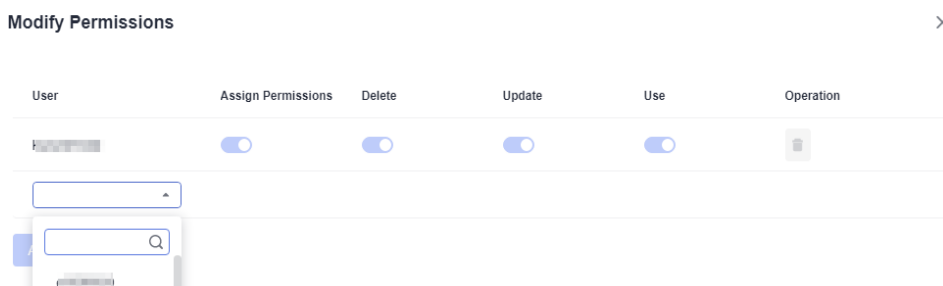 Modify Permissions
User Assign Permissions Delete Update Use Operation